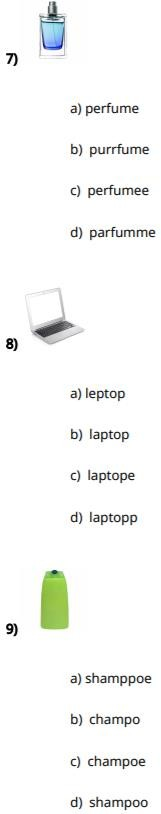 7)
a) perfume
b) purrfume
c) perfumee
d) parfumme
8)
a) leptop
b) laptop
c) laptope
d) laptopp
9)
a) shamppoe
b) champo
c) champoe
d) shampoo